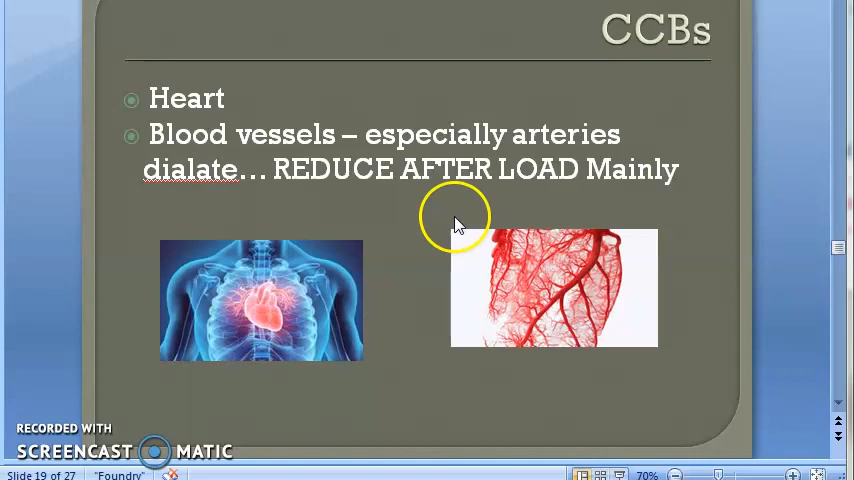 CCBs
Heart
Blood vessels – especially arteries
dialate... REDUCE AFTER LOAD Mainly
RECORDED WITH
SCREENCAST MATIC
Slide 19 of 27 "Foundry" 70%